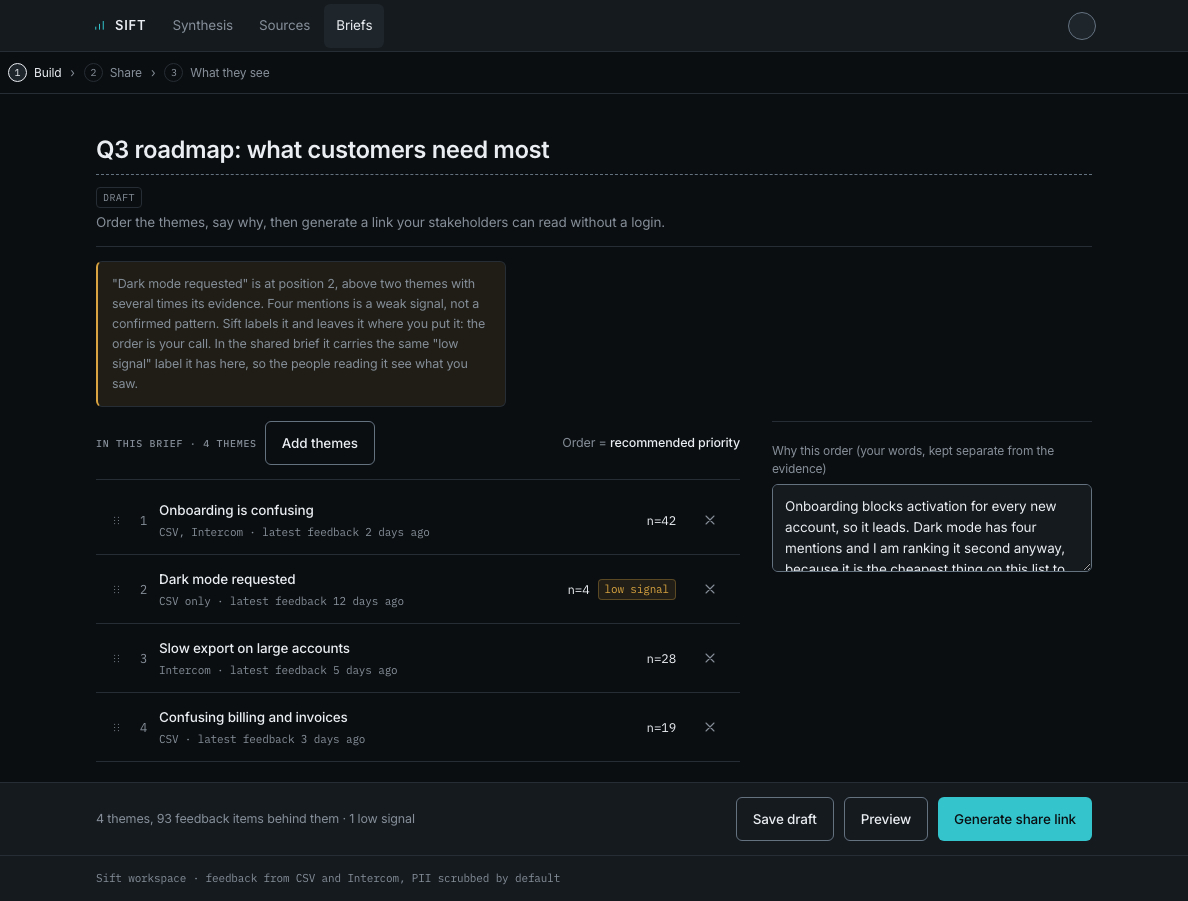 SIFT Synthesis Sources Briefs
1 Build › 2 Share › 3 What they see
Q3 roadmap: what customers need most
DRAFT
Order the themes, say why, then generate a link your stakeholders can read without a login.
"Dark mode requested" is at position 2, above two themes with
several times its evidence. Four mentions is a weak signal, not a
confirmed pattern. Sift labels it and leaves it where you put it: the
order is your call. In the shared brief it carries the same "low
signal" label it has here, so the people reading it see what you
saw.
IN THIS BRIEF · 4 THEMES Add themes Order = recommended priority
1 Onboarding is confusing n=42
CSV, Intercom · latest feedback 2 days ago
2 Dark mode requested n=4 low signal
CSV only · latest feedback 12 days ago
3 Slow export on large accounts n=28
Intercom · latest feedback 5 days ago
4 Confusing billing and invoices n=19
CSV · latest feedback 3 days ago
Why this order (your words, kept separate from the
evidence)
Onboarding blocks activation for every new
account, so it leads. Dark mode has four
mentions and I am ranking it second anyway,
because it is the cheapest thing on this list to
4 themes, 93 feedback items behind them · 1 low signal
Save draft Preview Generate share link
Sift workspace · feedback from CSV and Intercom, PII scrubbed by default